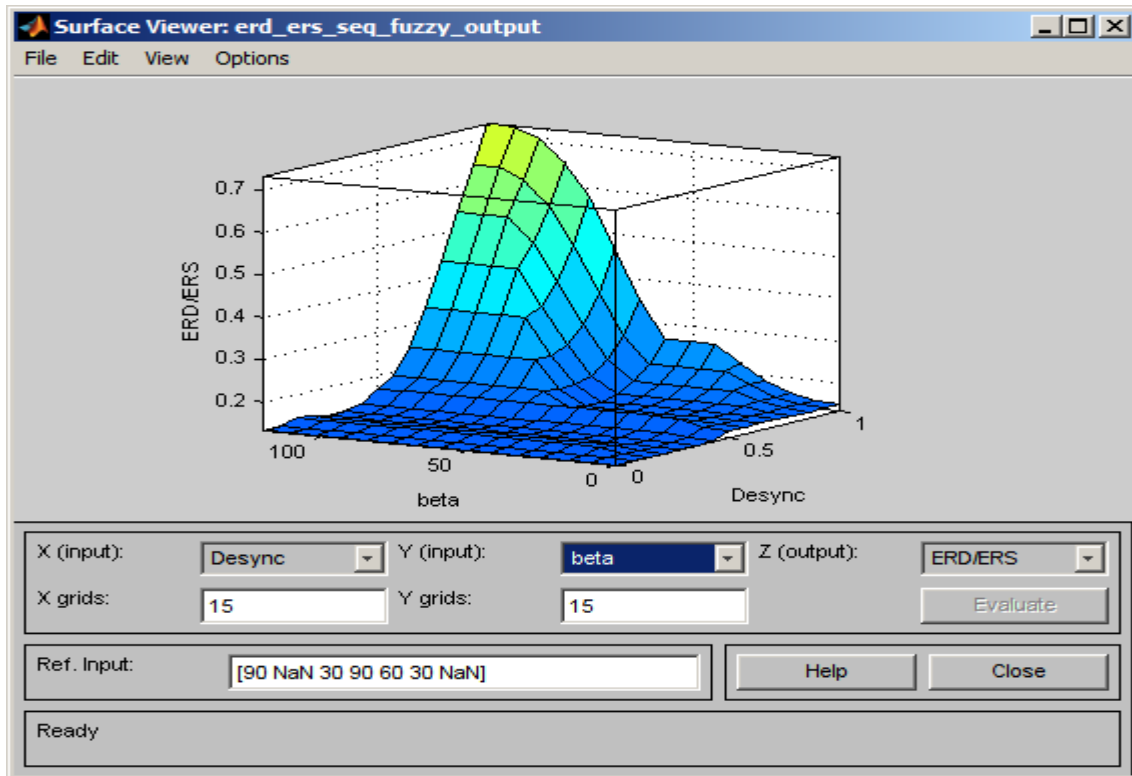 Surface Viewer: erd_ers_seq_fuzzy_output
File Edit View Options
0.7
0.6
0.5
0.4
0.3
0.2
ERD/ERS
100
50
0
beta
0
0.5
1
Desync
X (input): Desync Y (input): beta Z (output): ERD/ERS
X grids: 15 Y grids: 15 Evaluate
Ref. Input: [90 NaN 30 90 60 30 NaN] Help Close
Ready